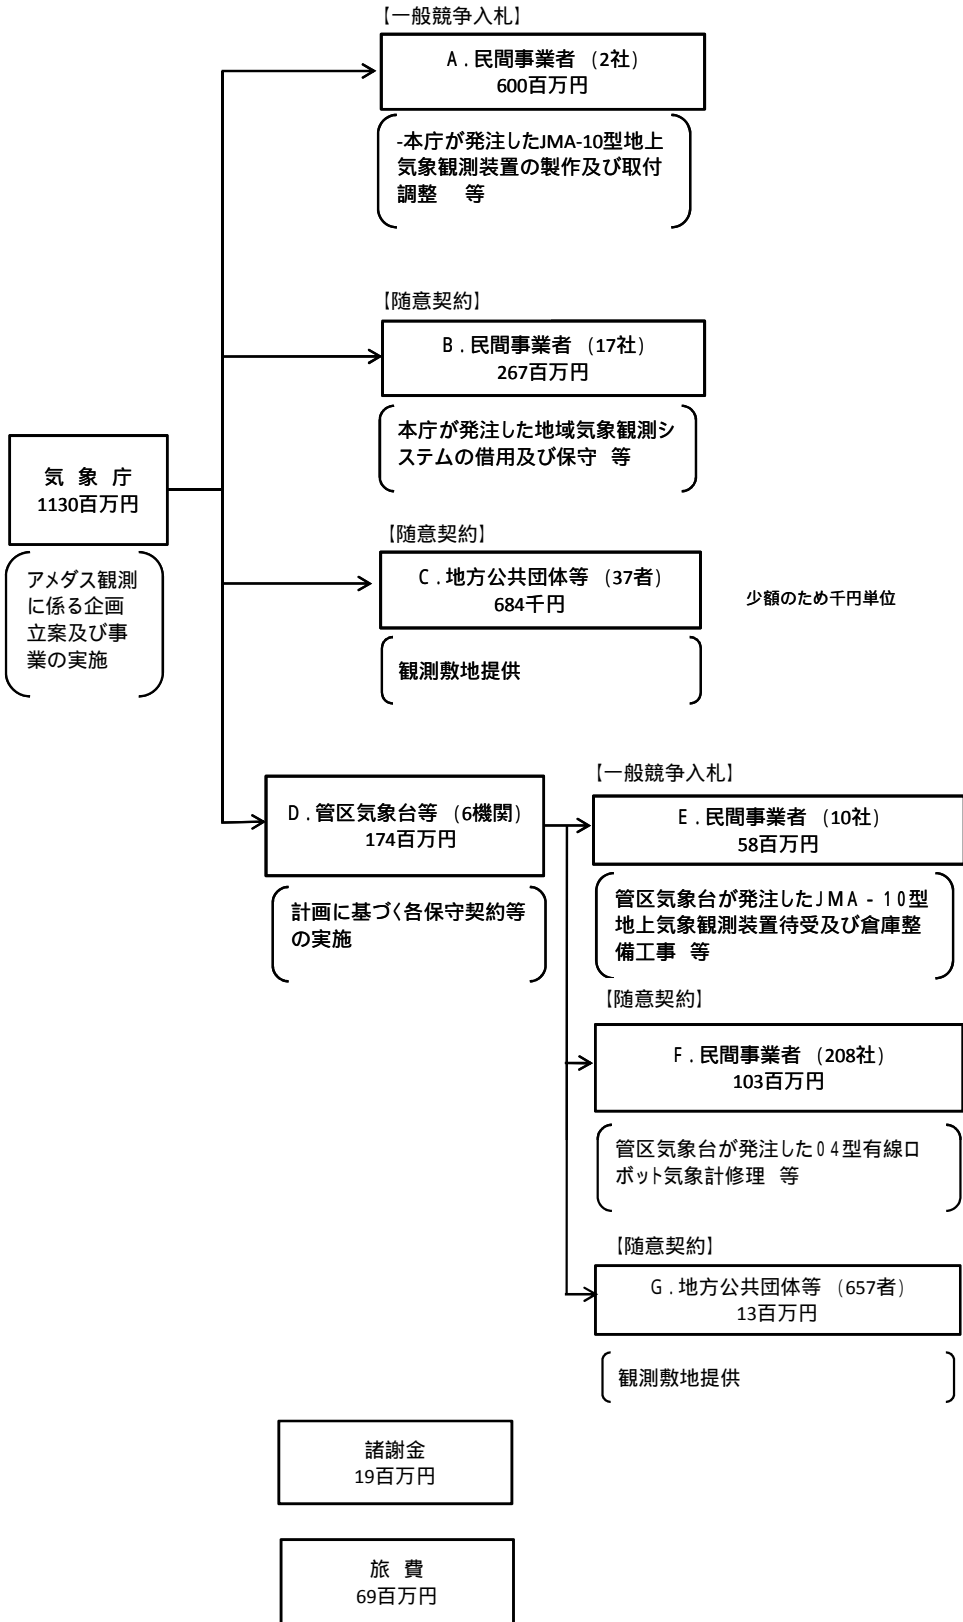 【一般競争入札】
A．民間事業者 （2社）
600百万円
-本庁が発注したJMA-10型地上
気象観測装置の製作及び取付
調整 等
【随意契約】
B．民間事業者 （17社）
267百万円
本庁が発注した地域気象観測シ
ステムの借用及び保守 等
気 象 庁
1130百万円
アメダス観測
に係る企画
立案及び事
業の実施
【随意契約】
C．地方公共団体等 （37者）
684千円
少額のため千円単位
観測敷地提供
D．管区気象台等 （6機関）
174百万円
計画に基づく各保守契約等
の実施
【一般競争入札】
E．民間事業者 （10社）
58百万円
管区気象台が発注したJMA‐10型
地上気象観測装置待受及び倉庫整
備工事 等
【随意契約】
F．民間事業者 （208社）
103百万円
管区気象台が発注した04型有線ロ
ボット気象計修理 等
【随意契約】
G．地方公共団体等 （657者）
13百万円
観測敷地提供
諸謝金
19百万円
旅 費
69百万円